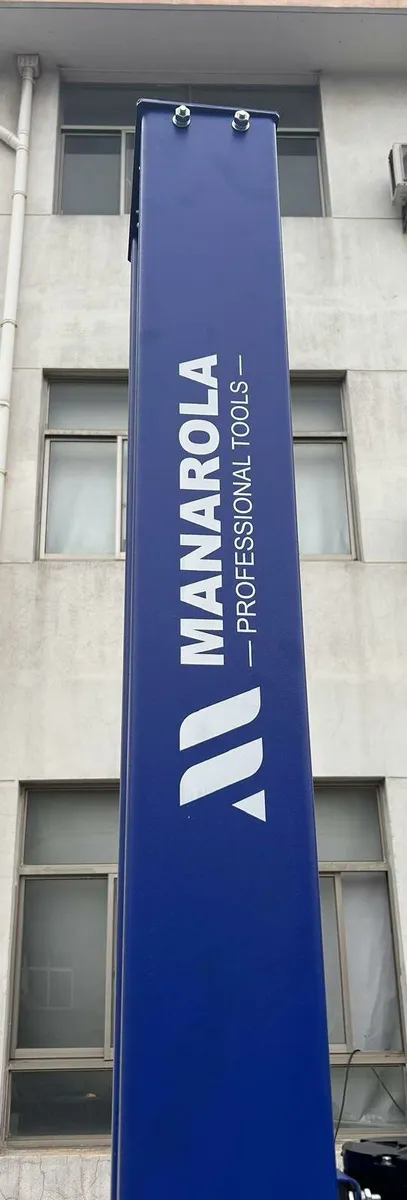 MANAROLA
— PROFESSIONAL TOOLS —